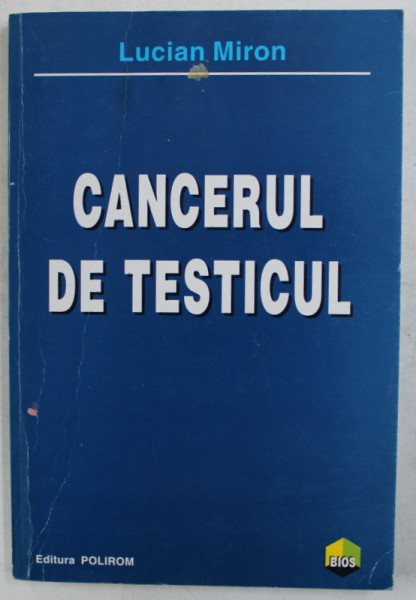 Lucian Miron
CANCERUL
DE TESTICUL
Editura POLIROM
BIOS